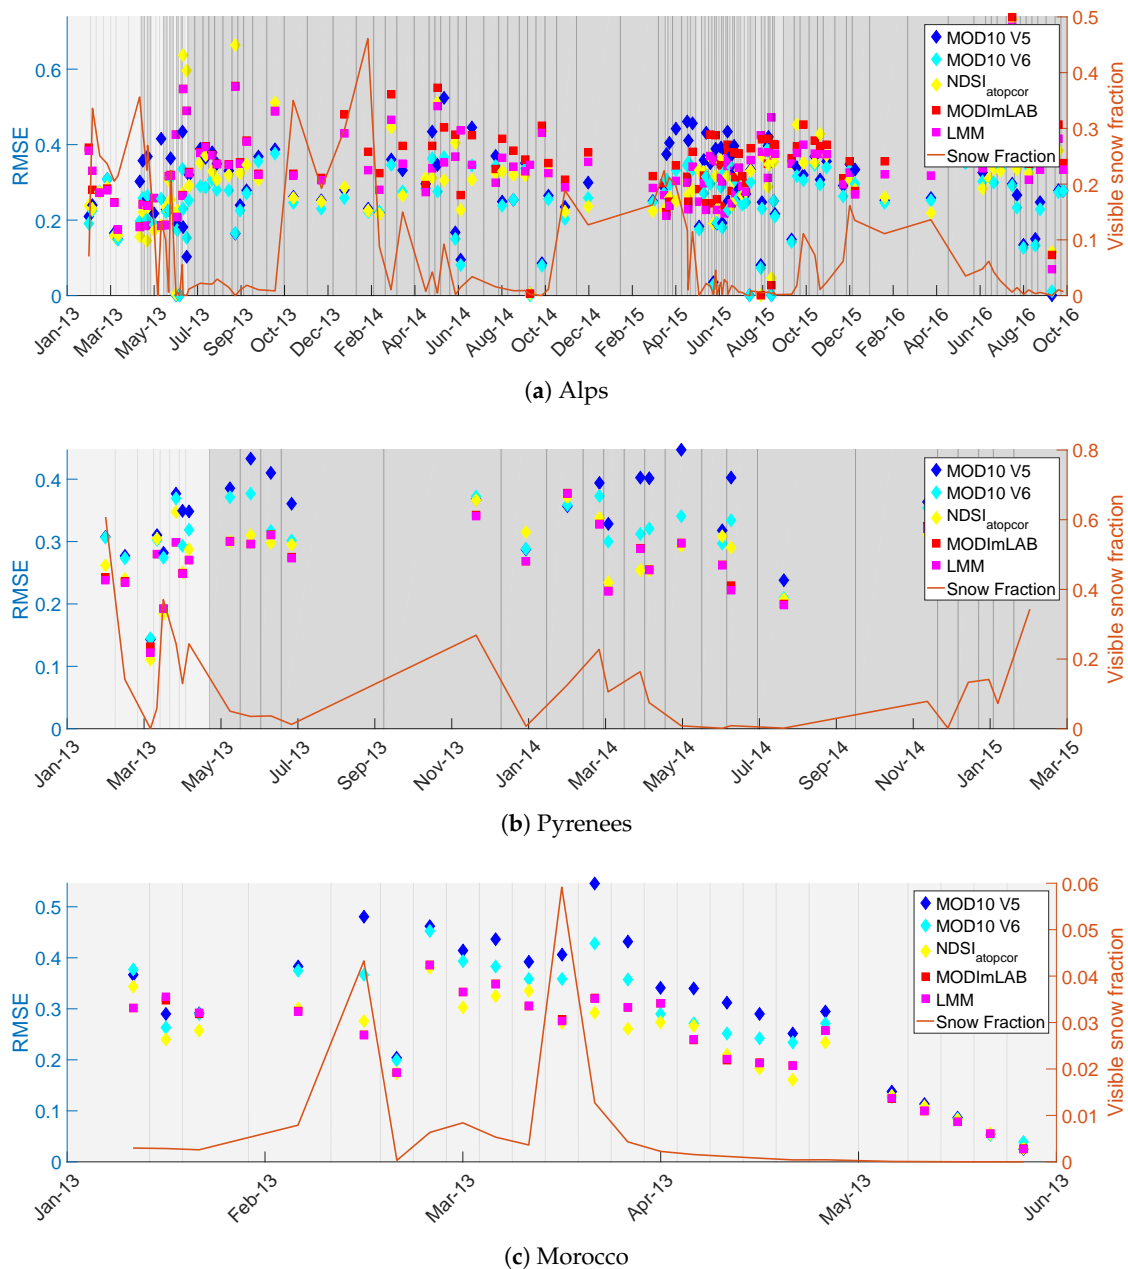 0.5
MOD10 V5
MOD10 V6
NDSI_atopcor
MODImLAB
LMM
Snow Fraction
0.6
0.4
0.2
0
0.4
0.3
0.2
0.1
0
RMSE
Visible snow fraction
Jan-13
Mar-13
May-13
Jul-13
Sep-13
Oct-13
Dec-13
Feb-14
Apr-14
Jun-14
Aug-14
Oct-14
Dec-14
Feb-15
Apr-15
Jun-15
Aug-15
Oct-15
Dec-15
Feb-16
Apr-16
Jun-16
Aug-16
Oct-16
(a) Alps
0.8
MOD10 V5
MOD10 V6
NDSI_atopcor
MODImLAB
LMM
Snow Fraction
0.4
0.3
0.2
0.1
0
0.6
0.4
0.2
0
RMSE
Visible snow fraction
Jan-13
Mar-13
May-13
Jul-13
Sep-13
Nov-13
Jan-14
Mar-14
May-14
Jul-14
Sep-14
Nov-14
Jan-15
Mar-15
(b) Pyrenees
0.06
MOD10 V5
MOD10 V6
NDSI_atopcor
MODImLAB
LMM
Snow Fraction
0.5
0.4
0.3
0.2
0.1
0
0.05
0.04
0.03
0.02
0.01
0
RMSE
Visible snow fraction
Jan-13
Feb-13
Mar-13
Apr-13
May-13
Jun-13
(c) Morocco